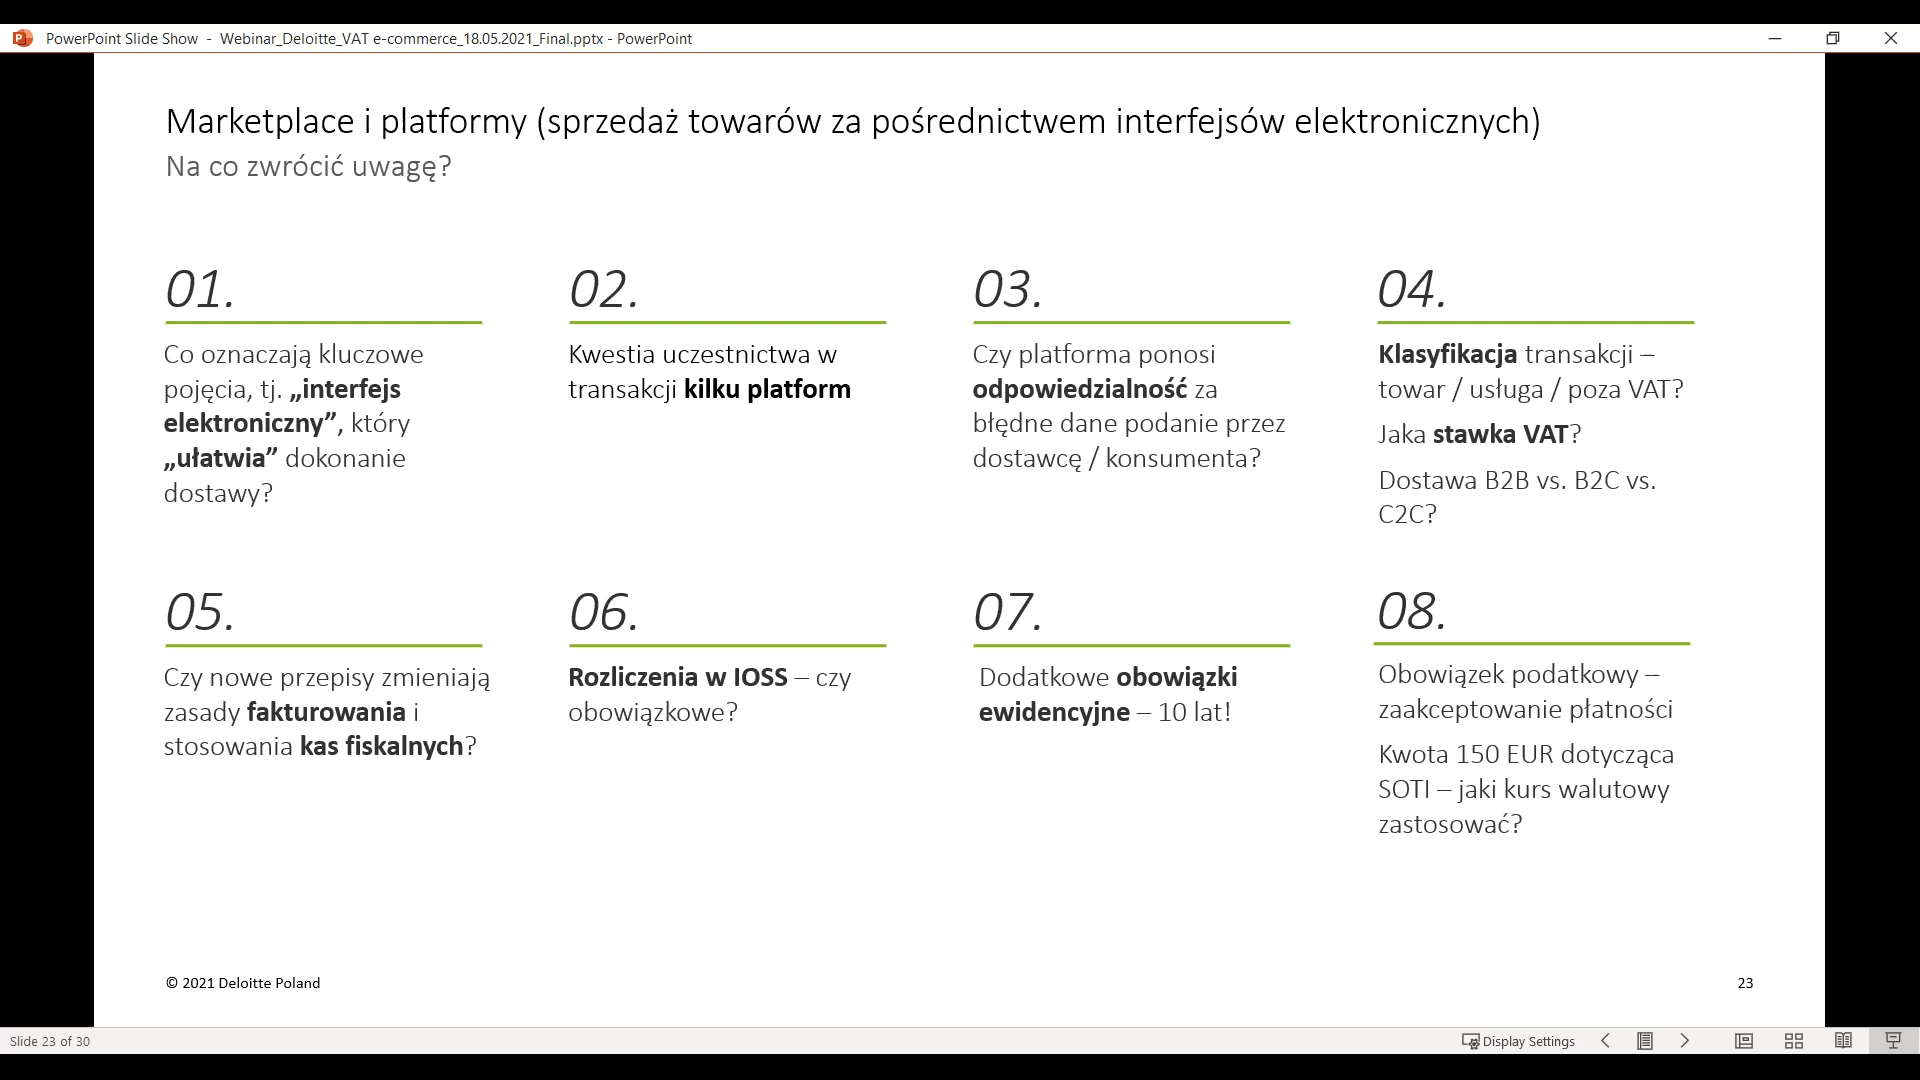 PowerPoint Slide Show - Webinar_Deloitte_VAT e-commerce_18.05.2021_Final.pptx - PowerPoint
Marketplace i platformy (sprzedaż towarów za pośrednictwem interfejsów elektronicznych)
Na co zwrócić uwagę?
01.
Co oznaczają kluczowe
pojęcia, tj. „interfejs
elektroniczny”, który
„ułatwia” dokonanie
dostawy?
02.
Kwestia uczestnictwa w
transakcji kilku platform
03.
Czy platforma ponosi
odpowiedzialność za
błędne dane podanie przez
dostawcę / konsumenta?
04.
Klasyfikacja transakcji –
towar / usługa / poza VAT?
Jaka stawka VAT?
Dostawa B2B vs. B2C vs.
C2C?
05.
Czy nowe przepisy zmieniają
zasady fakturowania i
stosowania kas fiskalnych?
06.
Rozliczenia w IOSS – czy
obowiązkowe?
07.
Dodatkowe obowiązki
ewidencyjne – 10 lat!
08.
Obowiązek podatkowy –
zaakceptowanie płatności
Kwota 150 EUR dotycząca
SOTI – jaki kurs walutowy
zastosować?
© 2021 Deloitte Poland
23
Slide 23 of 30
Display Settings